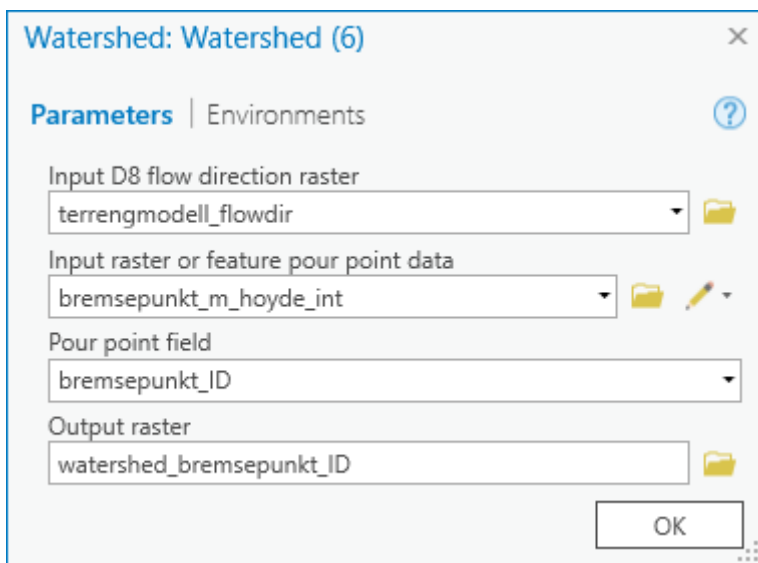 Watershed: Watershed (6)
Parameters | Environments
Input D8 flow direction raster
terrengmodell_flowdir
Input raster or feature pour point data
bremsepunkt_m_hoyde_int
Pour point field
bremsepunkt_ID
Output raster
watershed_bremsepunkt_ID
OK